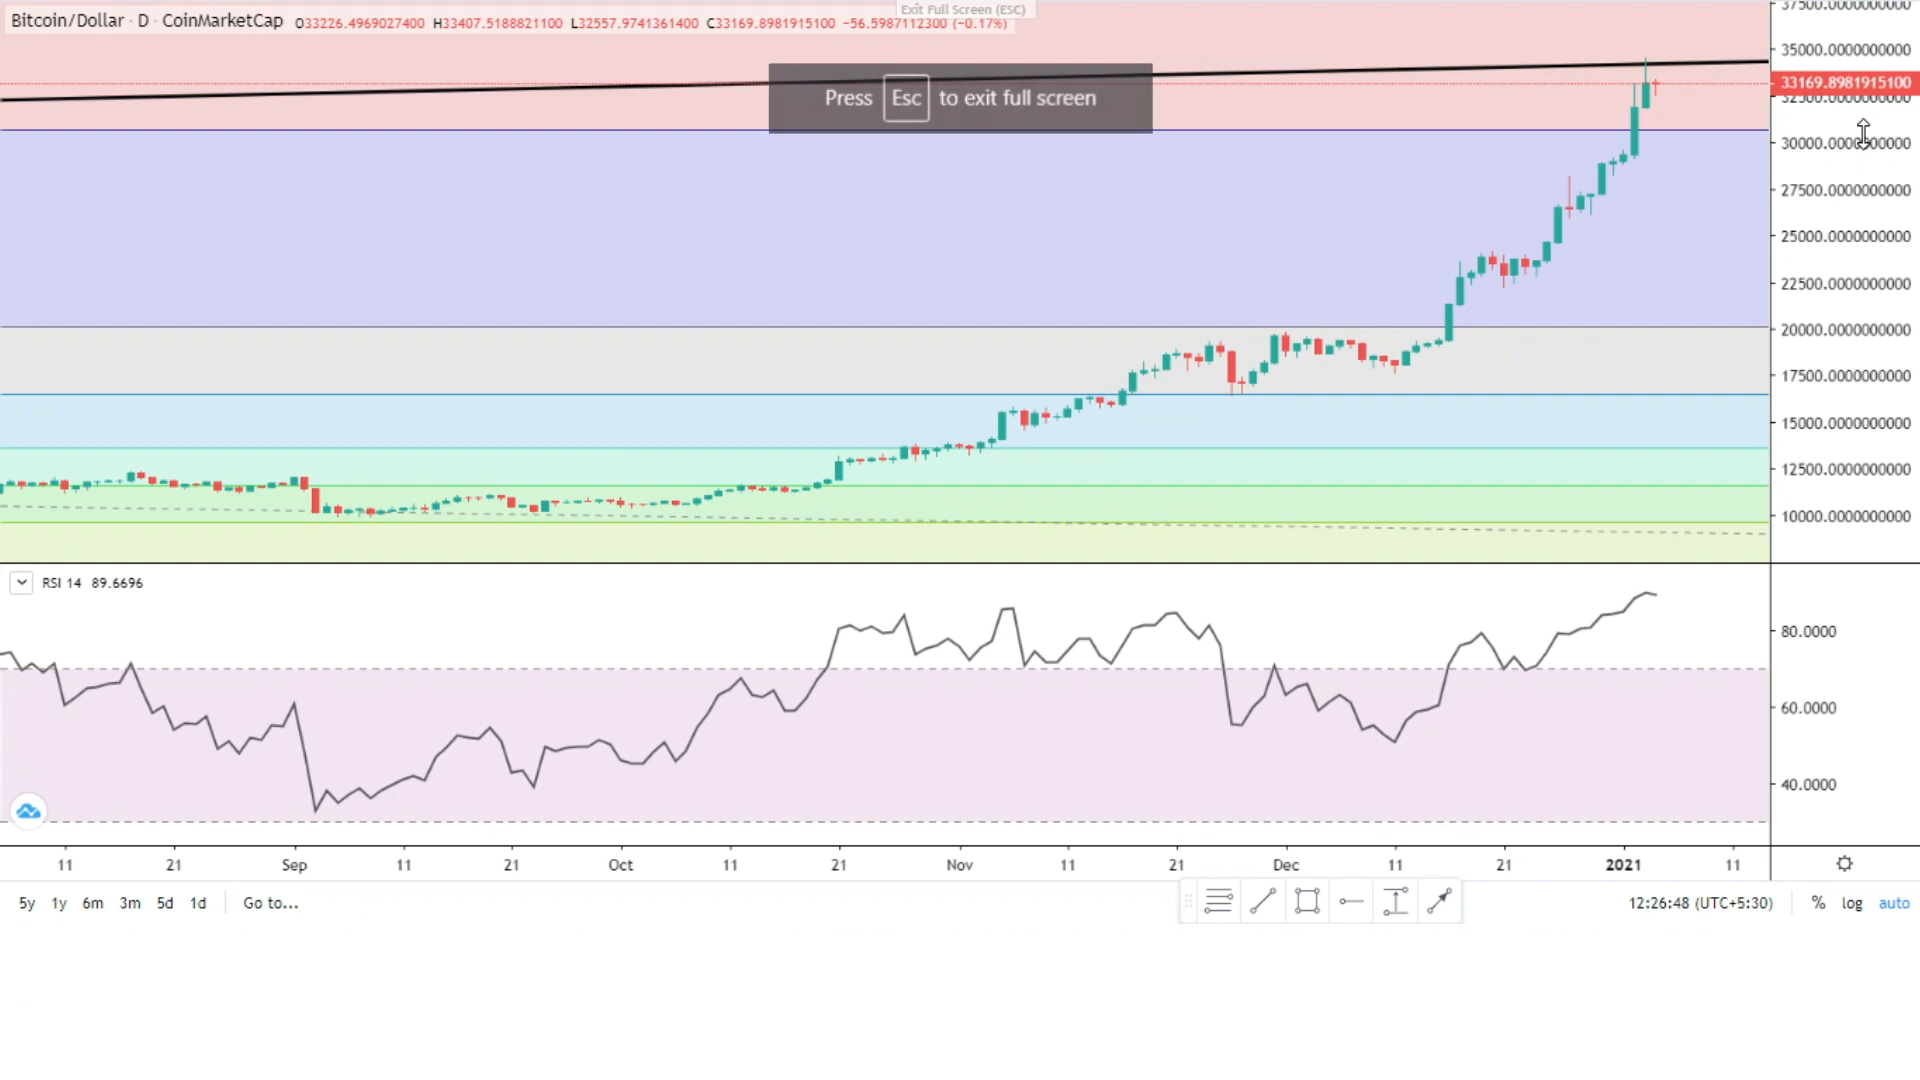 Exit Full Screen (ESC)
Bitcoin/Dollar · D · CoinMarketCap O33226.4969027400 H33407.5188821100 L32557.9741361400 C33169.8981915100 −56.5987112300 (−0.17%)
Press Esc to exit full screen
37500.0000000000
35000.0000000000
33169.8981915100
32500.0000000000
30000.0000000000
27500.0000000000
25000.0000000000
22500.0000000000
20000.0000000000
17500.0000000000
15000.0000000000
12500.0000000000
10000.0000000000
RSI 14 89.6696
80.0000
60.0000
40.0000
11 21 Sep 11 21 Oct 11 21 Nov 11 21 Dec 11 21 2021 11
5y 1y 6m 3m 5d 1d Go to... 12:26:48 (UTC+5:30) % log auto